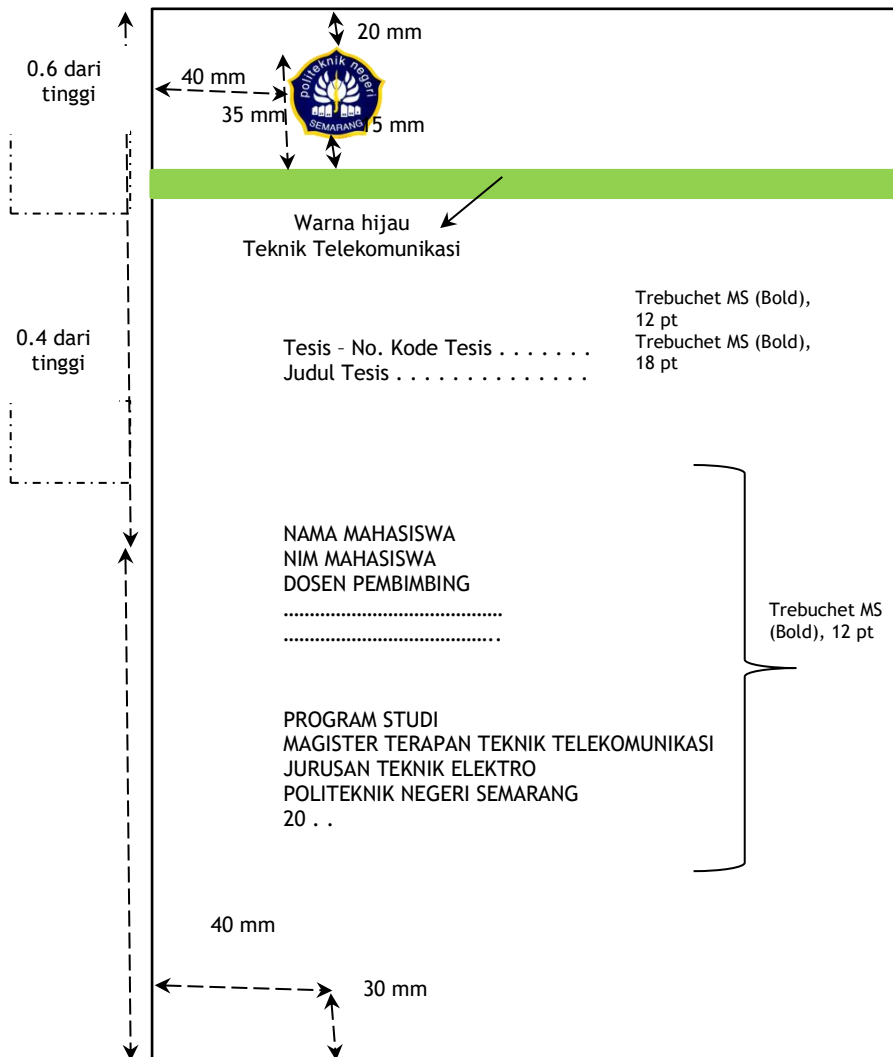 20 mm
0.6 dari
tinggi
40 mm
politeknik negeri
SEMARANG
35 mm
15 mm
Warna hijau
Teknik Telekomunikasi
Trebuchet MS (Bold),
12 pt
Trebuchet MS (Bold),
18 pt
0.4 dari
tinggi
Tesis – No. Kode Tesis . . . . . . .
Judul Tesis . . . . . . . . . . . . . .
NAMA MAHASISWA
NIM MAHASISWA
DOSEN PEMBIMBING
……………………………………
…………………………………..
Trebuchet MS
(Bold), 12 pt
PROGRAM STUDI
MAGISTER TERAPAN TEKNIK TELEKOMUNIKASI
JURUSAN TEKNIK ELEKTRO
POLITEKNIK NEGERI SEMARANG
20 . .
40 mm
30 mm